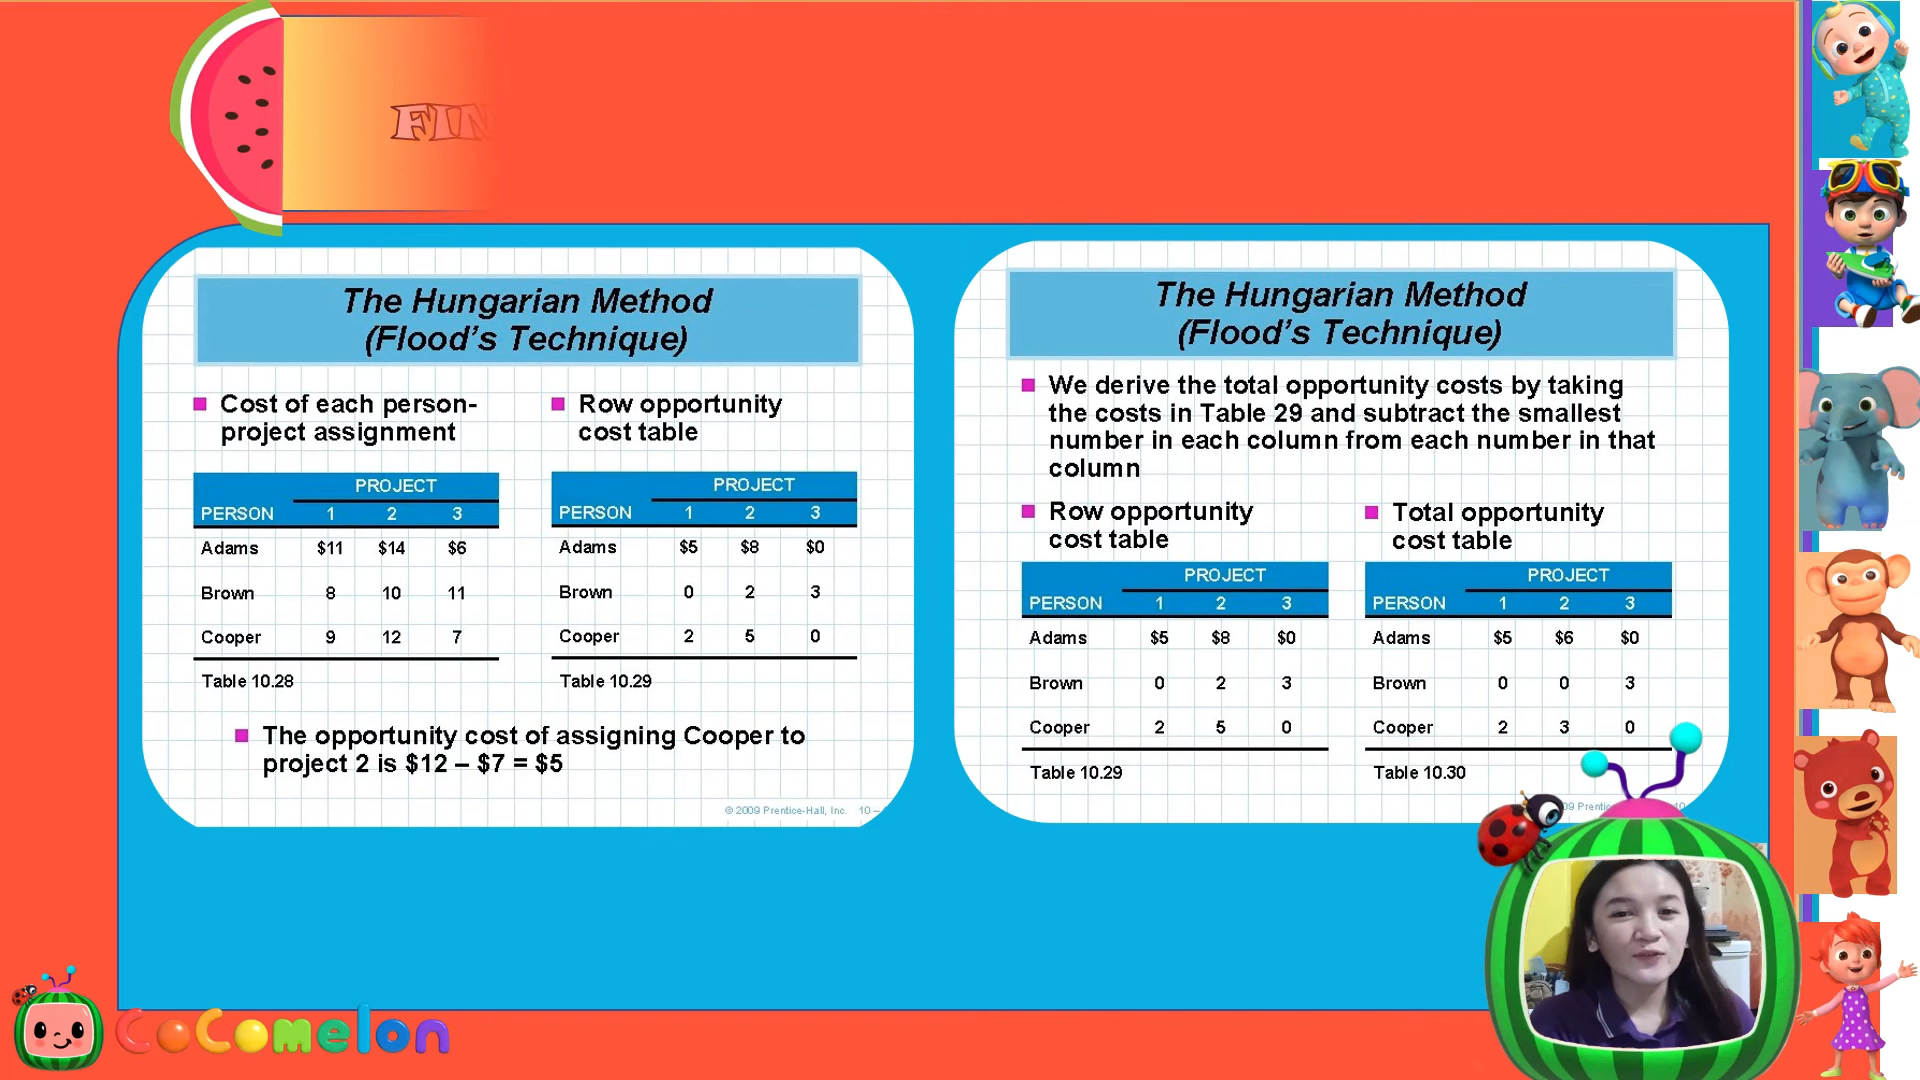 FIN
The Hungarian Method
(Flood's Technique)
Cost of each person-
project assignment
Row opportunity
cost table
PROJECT
PERSON 1 2 3
Adams $11 $14 $6
Brown 8 10 11
Cooper 9 12 7
Table 10.28
PROJECT
PERSON 1 2 3
Adams $5 $8 $0
Brown 0 2 3
Cooper 2 5 0
Table 10.29
The opportunity cost of assigning Cooper to
project 2 is $12 – $7 = $5
© 2009 Prentice-Hall, Inc. 10 –
The Hungarian Method
(Flood's Technique)
We derive the total opportunity costs by taking
the costs in Table 29 and subtract the smallest
number in each column from each number in that
column
Row opportunity
cost table
Total opportunity
cost table
PROJECT
PERSON 1 2 3
Adams $5 $8 $0
Brown 0 2 3
Cooper 2 5 0
Table 10.29
PROJECT
PERSON 1 2 3
Adams $5 $6 $0
Brown 0 0 3
Cooper 2 3 0
Table 10.30
CoComelon